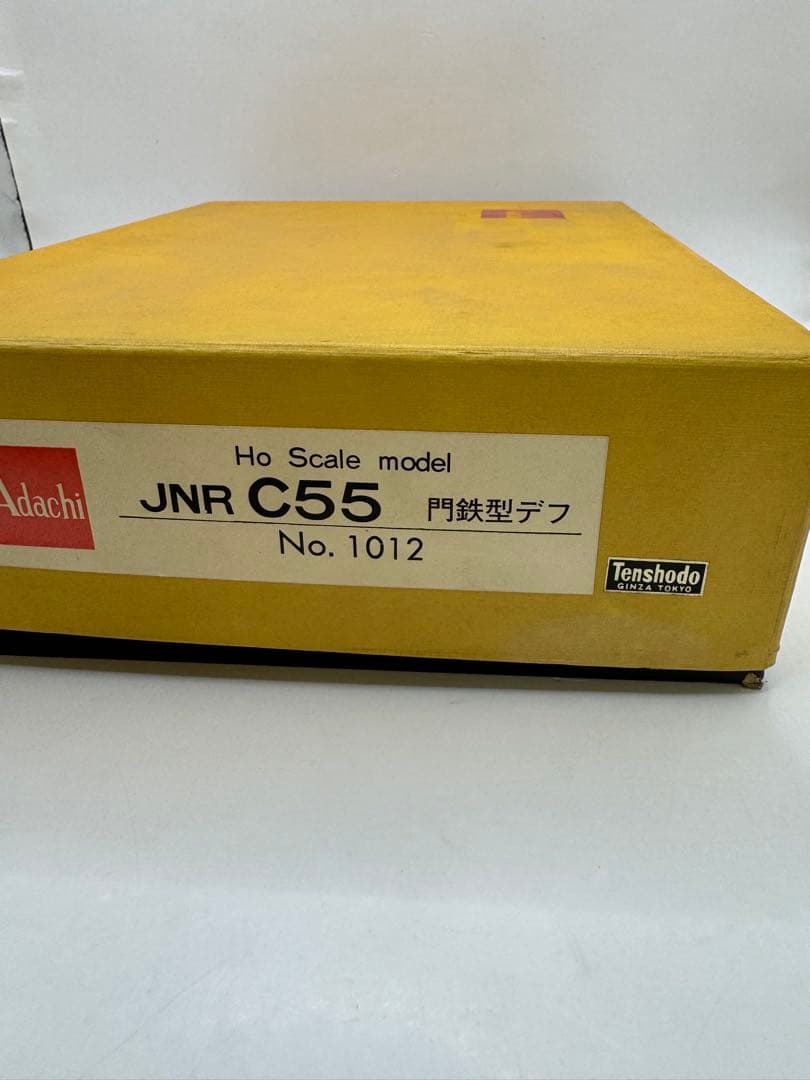 Adachi
Ho Scale model
JNR C55 門鉄型デフ
No. 1012
Tenshodo
GINZA TOKYO